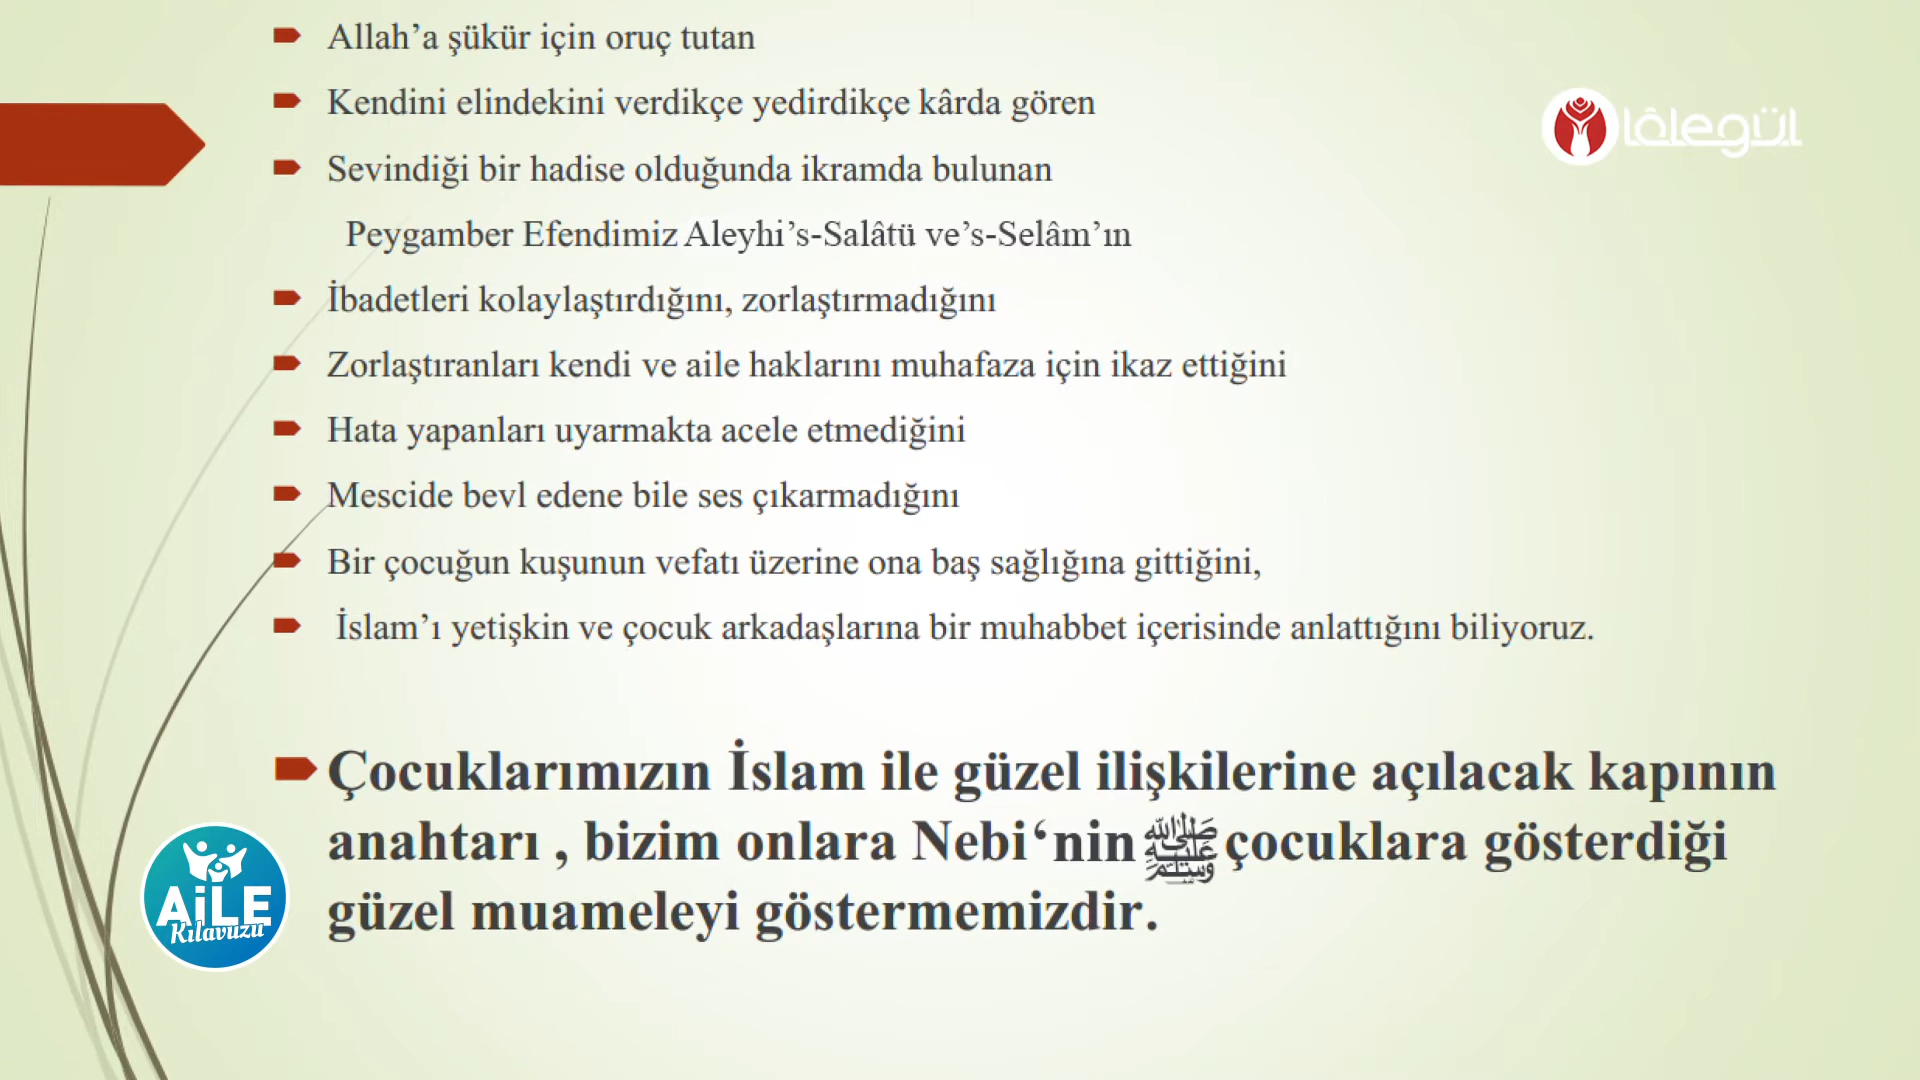 Allah’a şükür için oruç tutan
Kendini elindekini verdikçe yedirdikçe kârda gören
Sevindiği bir hadise olduğunda ikramda bulunan
Peygamber Efendimiz Aleyhi’s-Salâtü ve’s-Selâm’ın
İbadetleri kolaylaştırdığını, zorlaştırmadığını
Zorlaştıranları kendi ve aile haklarını muhafaza için ikaz ettiğini
Hata yapanları uyarmakta acele etmediğini
Mescide bevl edene bile ses çıkarmadığını
Bir çocuğun kuşunun vefatı üzerine ona baş sağlığına gittiğini,
İslam’ı yetişkin ve çocuk arkadaşlarına bir muhabbet içerisinde anlattığını biliyoruz.
Çocuklarımızın İslam ile güzel ilişkilerine açılacak kapının
anahtarı , bizim onlara Nebi‘nin ﷺ çocuklara gösterdiği
güzel muameleyi göstermemizdir.
lâlegül
AiLE
Kılavuzu